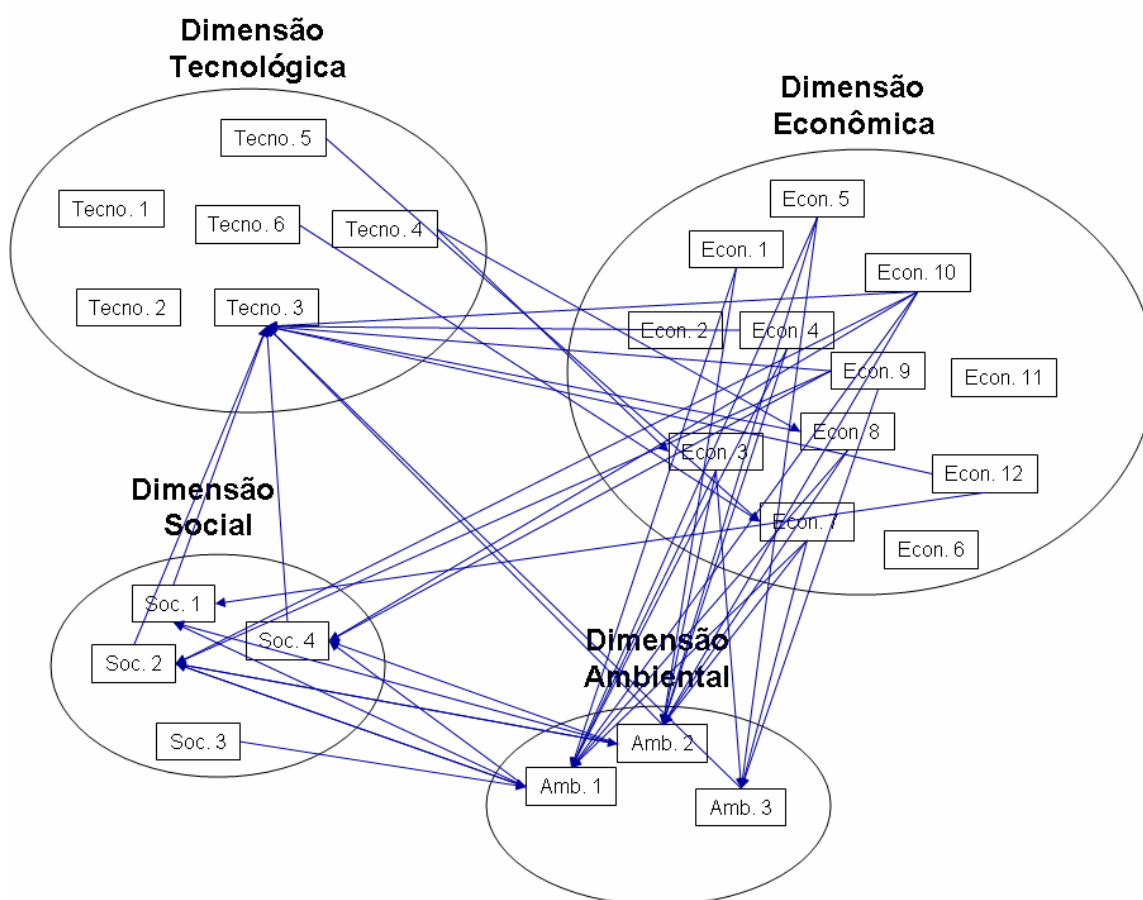 Dimensão
Tecnológica
Tecno. 5
Tecno. 1
Tecno. 6
Tecno. 4
Tecno. 2
Tecno. 3
Dimensão
Econômica
Econ. 5
Econ. 1
Econ. 10
Econ. 2
Econ. 4
Econ. 9
Econ. 11
Econ. 8
Econ. 3
Econ. 12
Econ. 7
Econ. 6
Dimensão
Social
Soc. 1
Soc. 4
Soc. 2
Soc. 3
Dimensão
Ambiental
Amb. 2
Amb. 1
Amb. 3